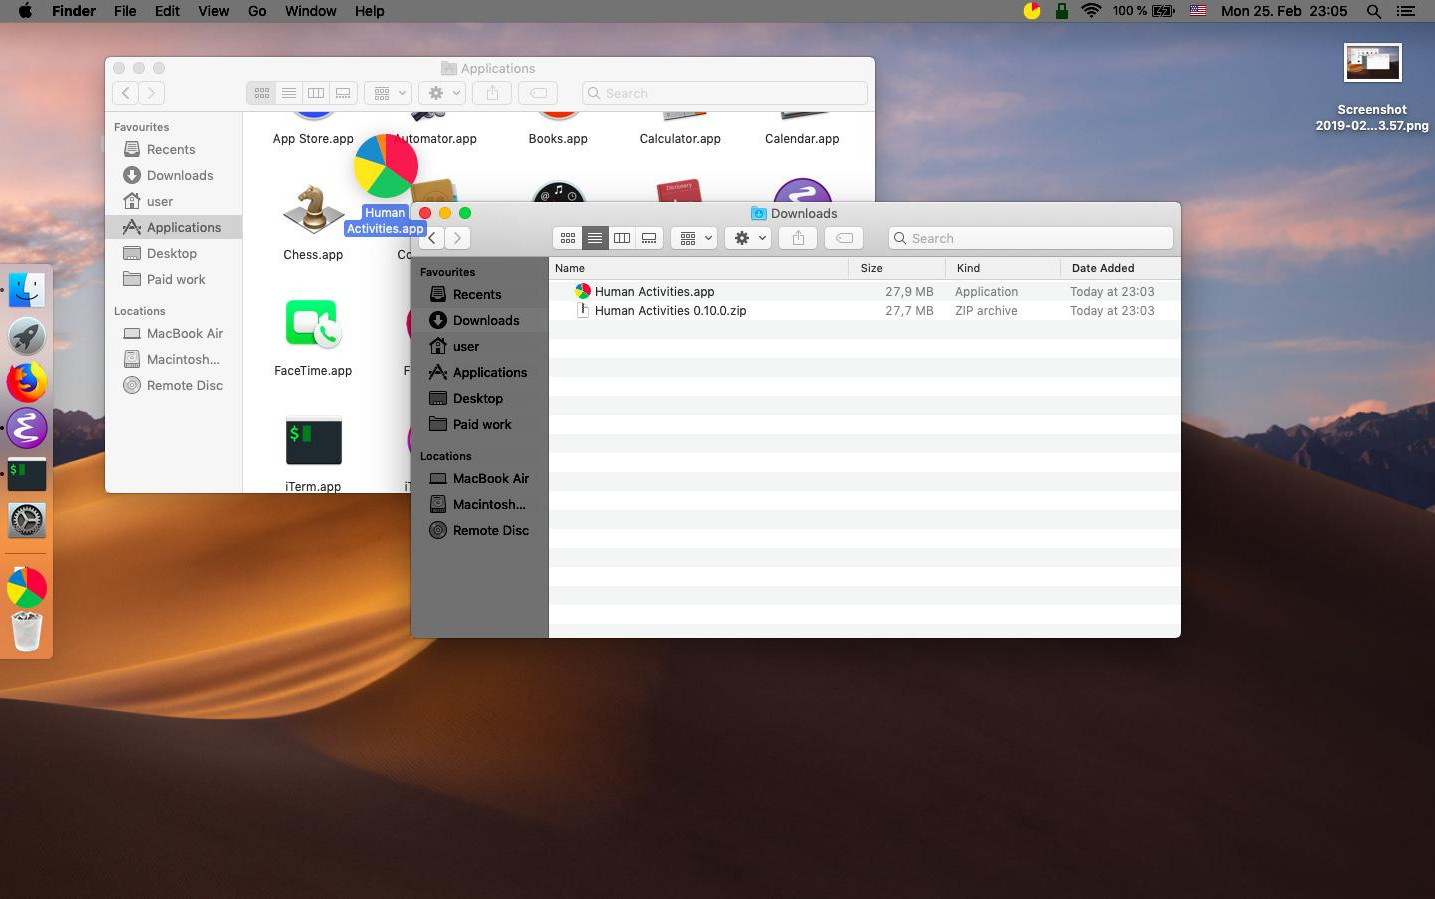 Finder File Edit View Go Window Help
100 % Mon 25. Feb 23:05
Screenshot
2019-02...3.57.png
Applications
Search
Favourites
Recents
Downloads
user
Applications
Desktop
Paid work
Locations
MacBook Air
Macintosh...
Remote Disc
App Store.app Automator.app Books.app Calculator.app Calendar.app
Dictionary
Human
Activities.app
Chess.app Co
FaceTime.app F
$
iTerm.app iT
Downloads
Search
Favourites
Recents
Downloads
user
Applications
Desktop
Paid work
Locations
MacBook Air
Macintosh...
Remote Disc
Name Size Kind Date Added
Human Activities.app 27,9 MB Application Today at 23:03
Human Activities 0.10.0.zip 27,7 MB ZIP archive Today at 23:03
$